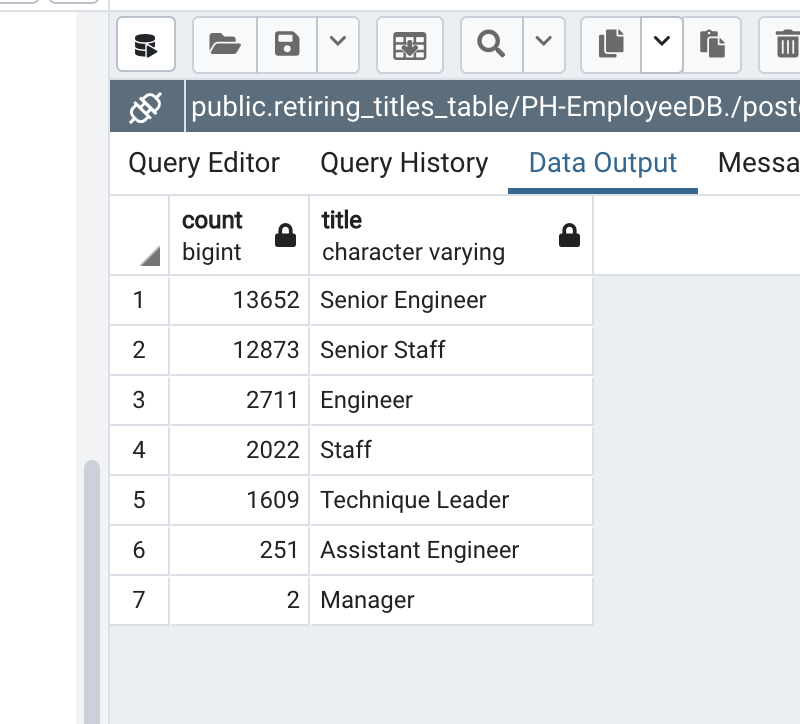 public.retiring_titles_table/PH-EmployeeDB./post
Query Editor Query History Data Output Messa
count title
bigint character varying
1 13652 Senior Engineer
2 12873 Senior Staff
3 2711 Engineer
4 2022 Staff
5 1609 Technique Leader
6 251 Assistant Engineer
7 2 Manager